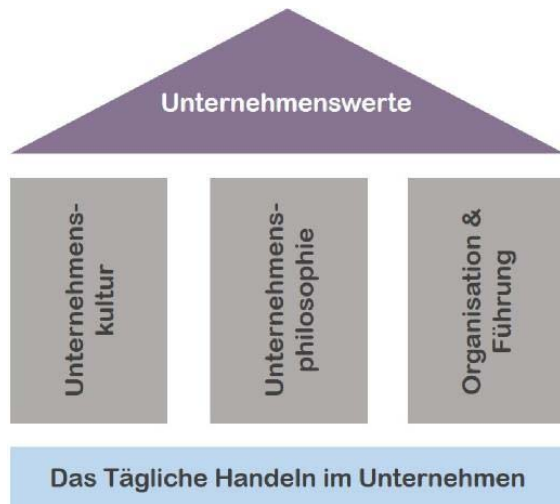 Unternehmenswerte
Unternehmens-
kultur
Unternehmens-
philosophie
Organisation &
Führung
Das Tägliche Handeln im Unternehmen